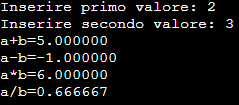 Inserire primo valore: 2
Inserire secondo valore: 3
a+b=5.000000
a-b=-1.000000
a*b=6.000000
a/b=0.666667